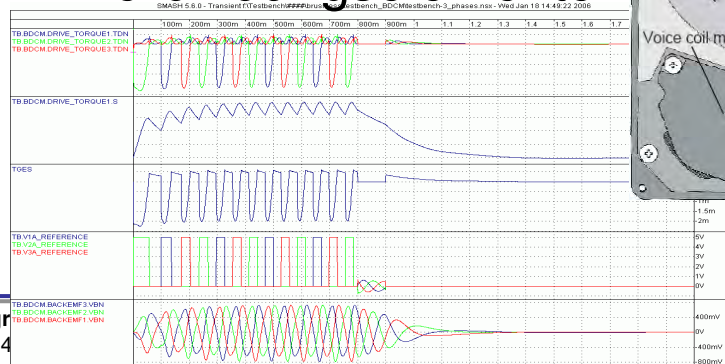 SMASH 5.6.0 - Transient
testbench_BDCM\testbench-3_phases.nsx - Wed Jan 18 14:49:22 2006
100m 200m 300m 400m 500m 600m 700m 800m 900m 1 1.1 1.2 1.3 1.4 1.5 1.6 1.7
TB.BDCM.DRIVE_TORQUE1.TDN
TB.BDCM.DRIVE_TORQUE2.TDN
TB.BDCM.DRIVE_TORQUE3.TDN
Voice coil m
TB.BDCM.DRIVE_TORQUE1.S
TGES
-1m
-1.5m
-2m
TB.V1A_REFERENCE
TB.V2A_REFERENCE
TB.V3A_REFERENCE
5V
4V
3V
2V
1V
0V
TB.BDCM.BACKEMF3.VBN
TB.BDCM.BACKEMF2.VBN
TB.BDCM.BACKEMF1.VBN
400mV
0V
-400mV
-800mV
4